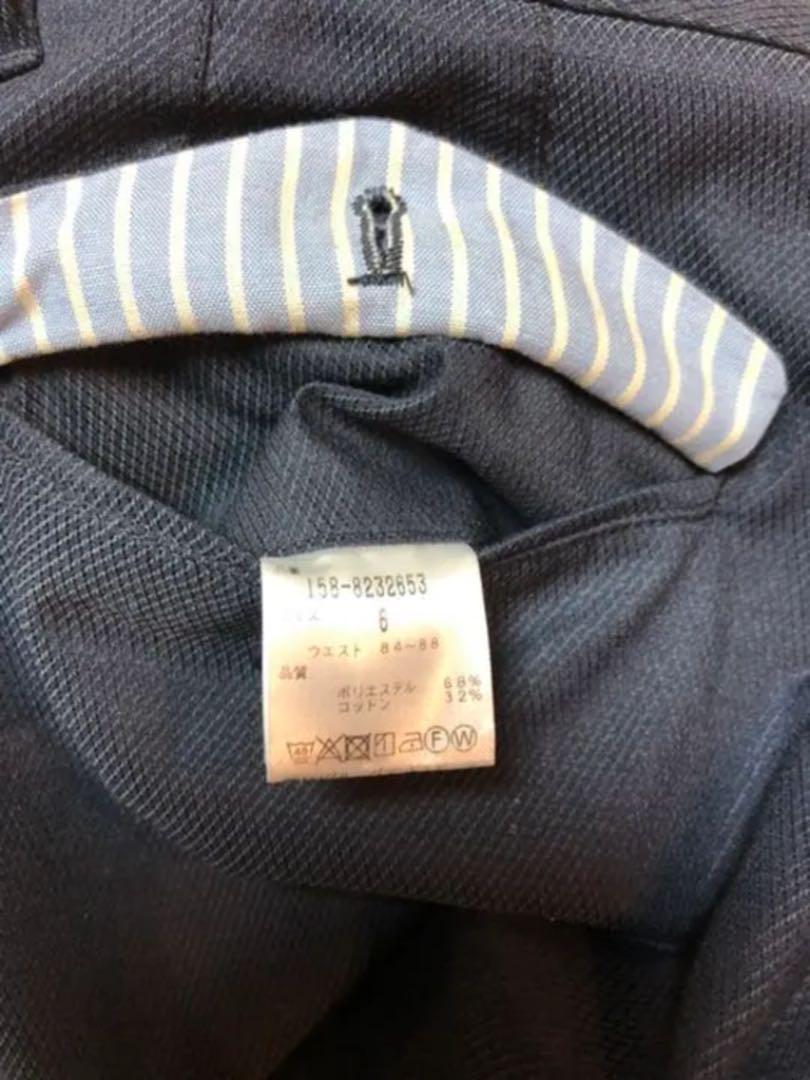 158-8232653
6
ウエスト 84～88
品質
ポリエステル 68%
コットン 32%
40
F W